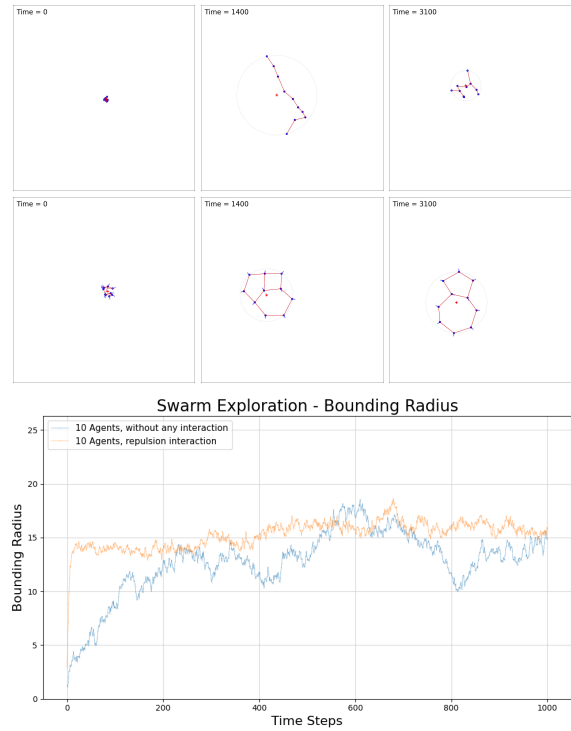 Time = 0
Time = 1400
Time = 3100
Time = 0
Time = 1400
Time = 3100
Swarm Exploration - Bounding Radius
10 Agents, without any interaction
10 Agents, repulsion interaction
Bounding Radius
25
20
15
10
5
0
0
200
400
600
800
1000
Time Steps